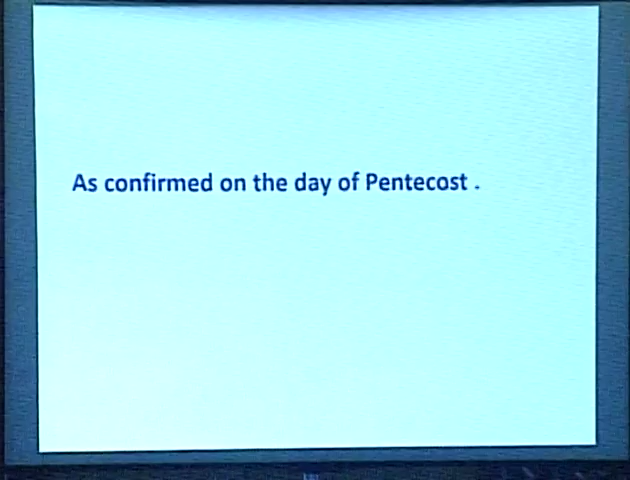 As confirmed on the day of Pentecost .